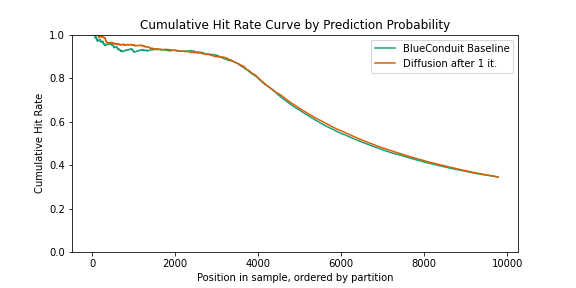 Cumulative Hit Rate Curve by Prediction Probability
1.0
0.8
0.6
0.4
0.2
0.0
Cumulative Hit Rate
BlueConduit Baseline
Diffusion after 1 it.
0
2000
4000
6000
8000
10000
Position in sample, ordered by partition